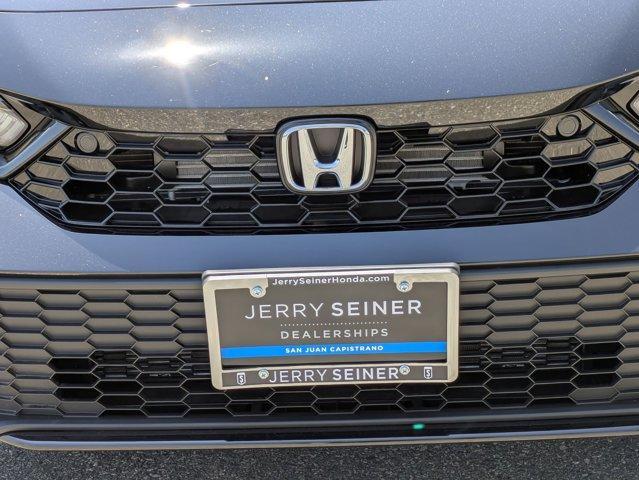 JerrySeinerHonda.com
JERRY SEINER
DEALERSHIPS
SAN JUAN CAPISTRANO
JERRY SEINER